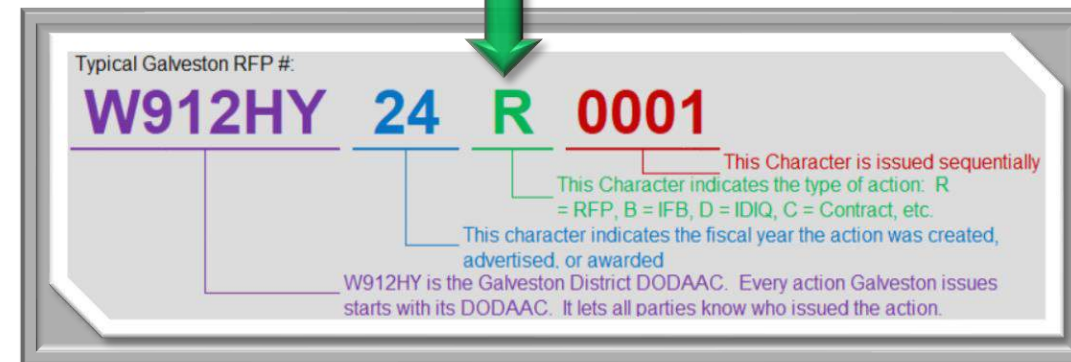 Typical Galveston RFP #:
W912HY 24 R 0001
This Character is issued sequentially
This Character indicates the type of action: R
= RFP, B = IFB, D = IDIQ, C = Contract, etc.
This character indicates the fiscal year the action was created,
advertised, or awarded
W912HY is the Galveston District DODAAC. Every action Galveston issues
starts with its DODAAC. It lets all parties know who issued the action.